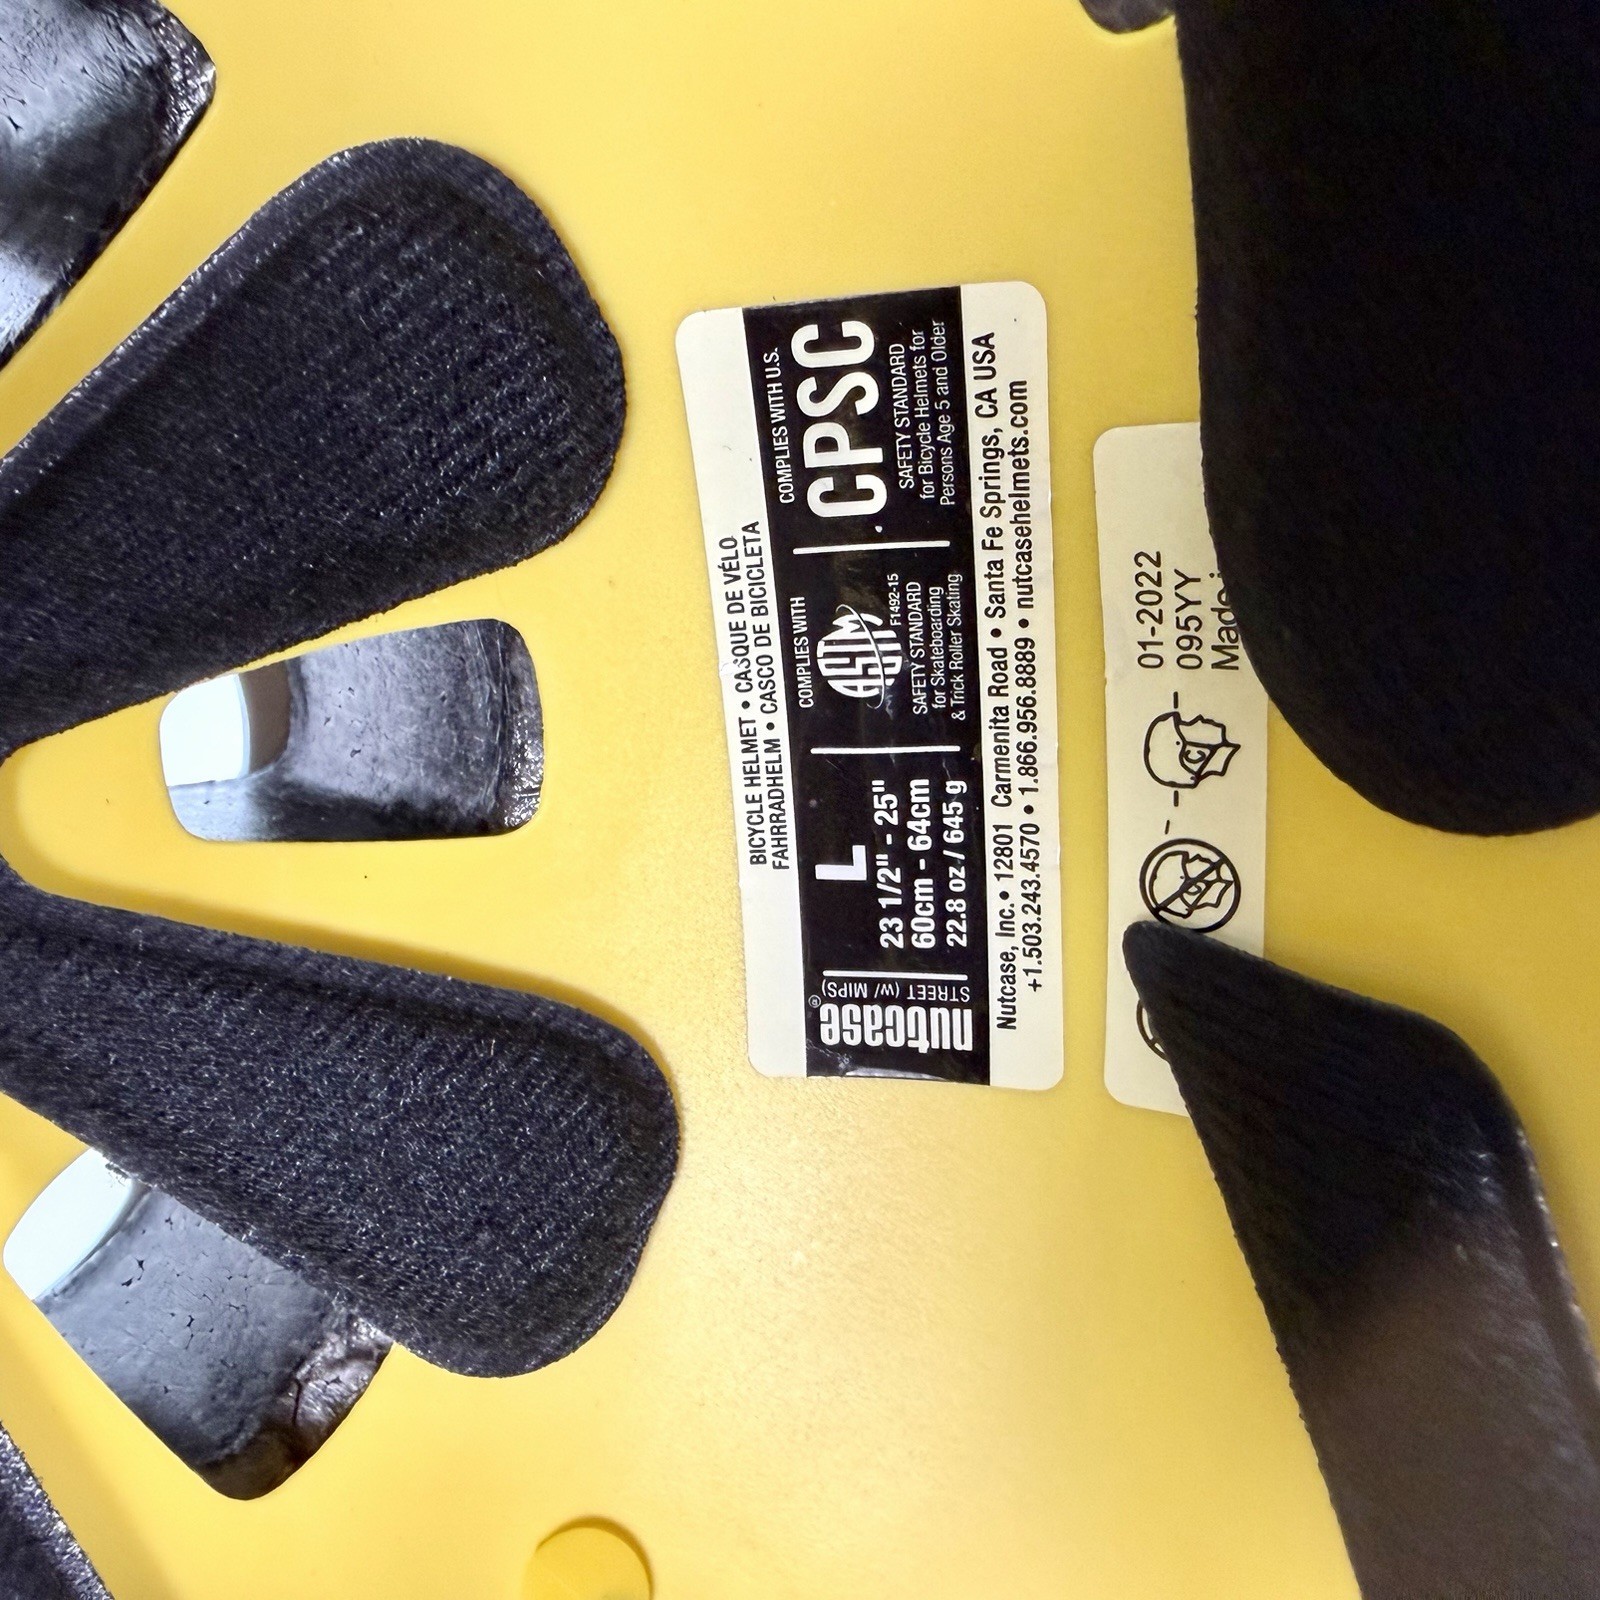 BICYCLE HELMET • CASQUE DE VÉLO
FAHRRADHELM • CASCO DE BICICLETA
nutcase®
STREET (w/ MIPS)
L
23 1/2" - 25"
60cm - 64cm
22.8 oz / 645 g
COMPLIES WITH
ASTM
F1492-15
SAFETY STANDARD
for Skateboarding
& Trick Roller Skating
COMPLIES WITH U.S.
CPSC
SAFETY STANDARD
for Bicycle Helmets for
Persons Age 5 and Older
Nutcase, Inc. • 12801 Carmenita Road • Santa Fe Springs, CA USA
+1.503.243.4570 • 1.866.956.8889 • nutcasehelmets.com
01-2022
095YY
Made